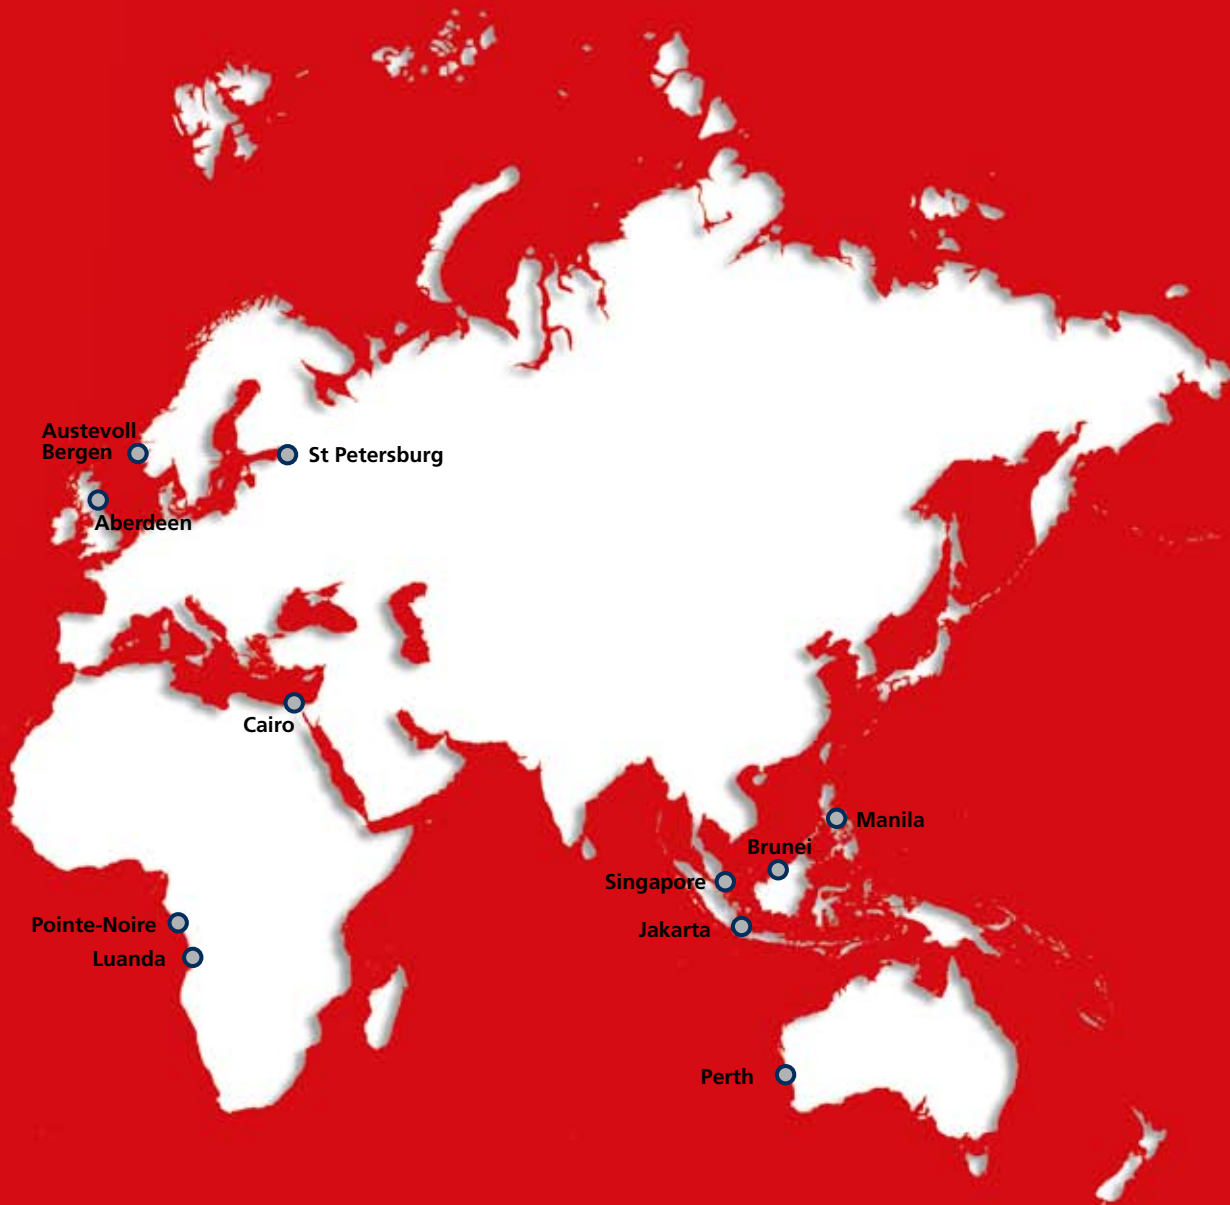 Austevoll
Bergen
St Petersburg
Aberdeen
Cairo
Manila
Brunei
Singapore
Pointe-Noire
Jakarta
Luanda
Perth